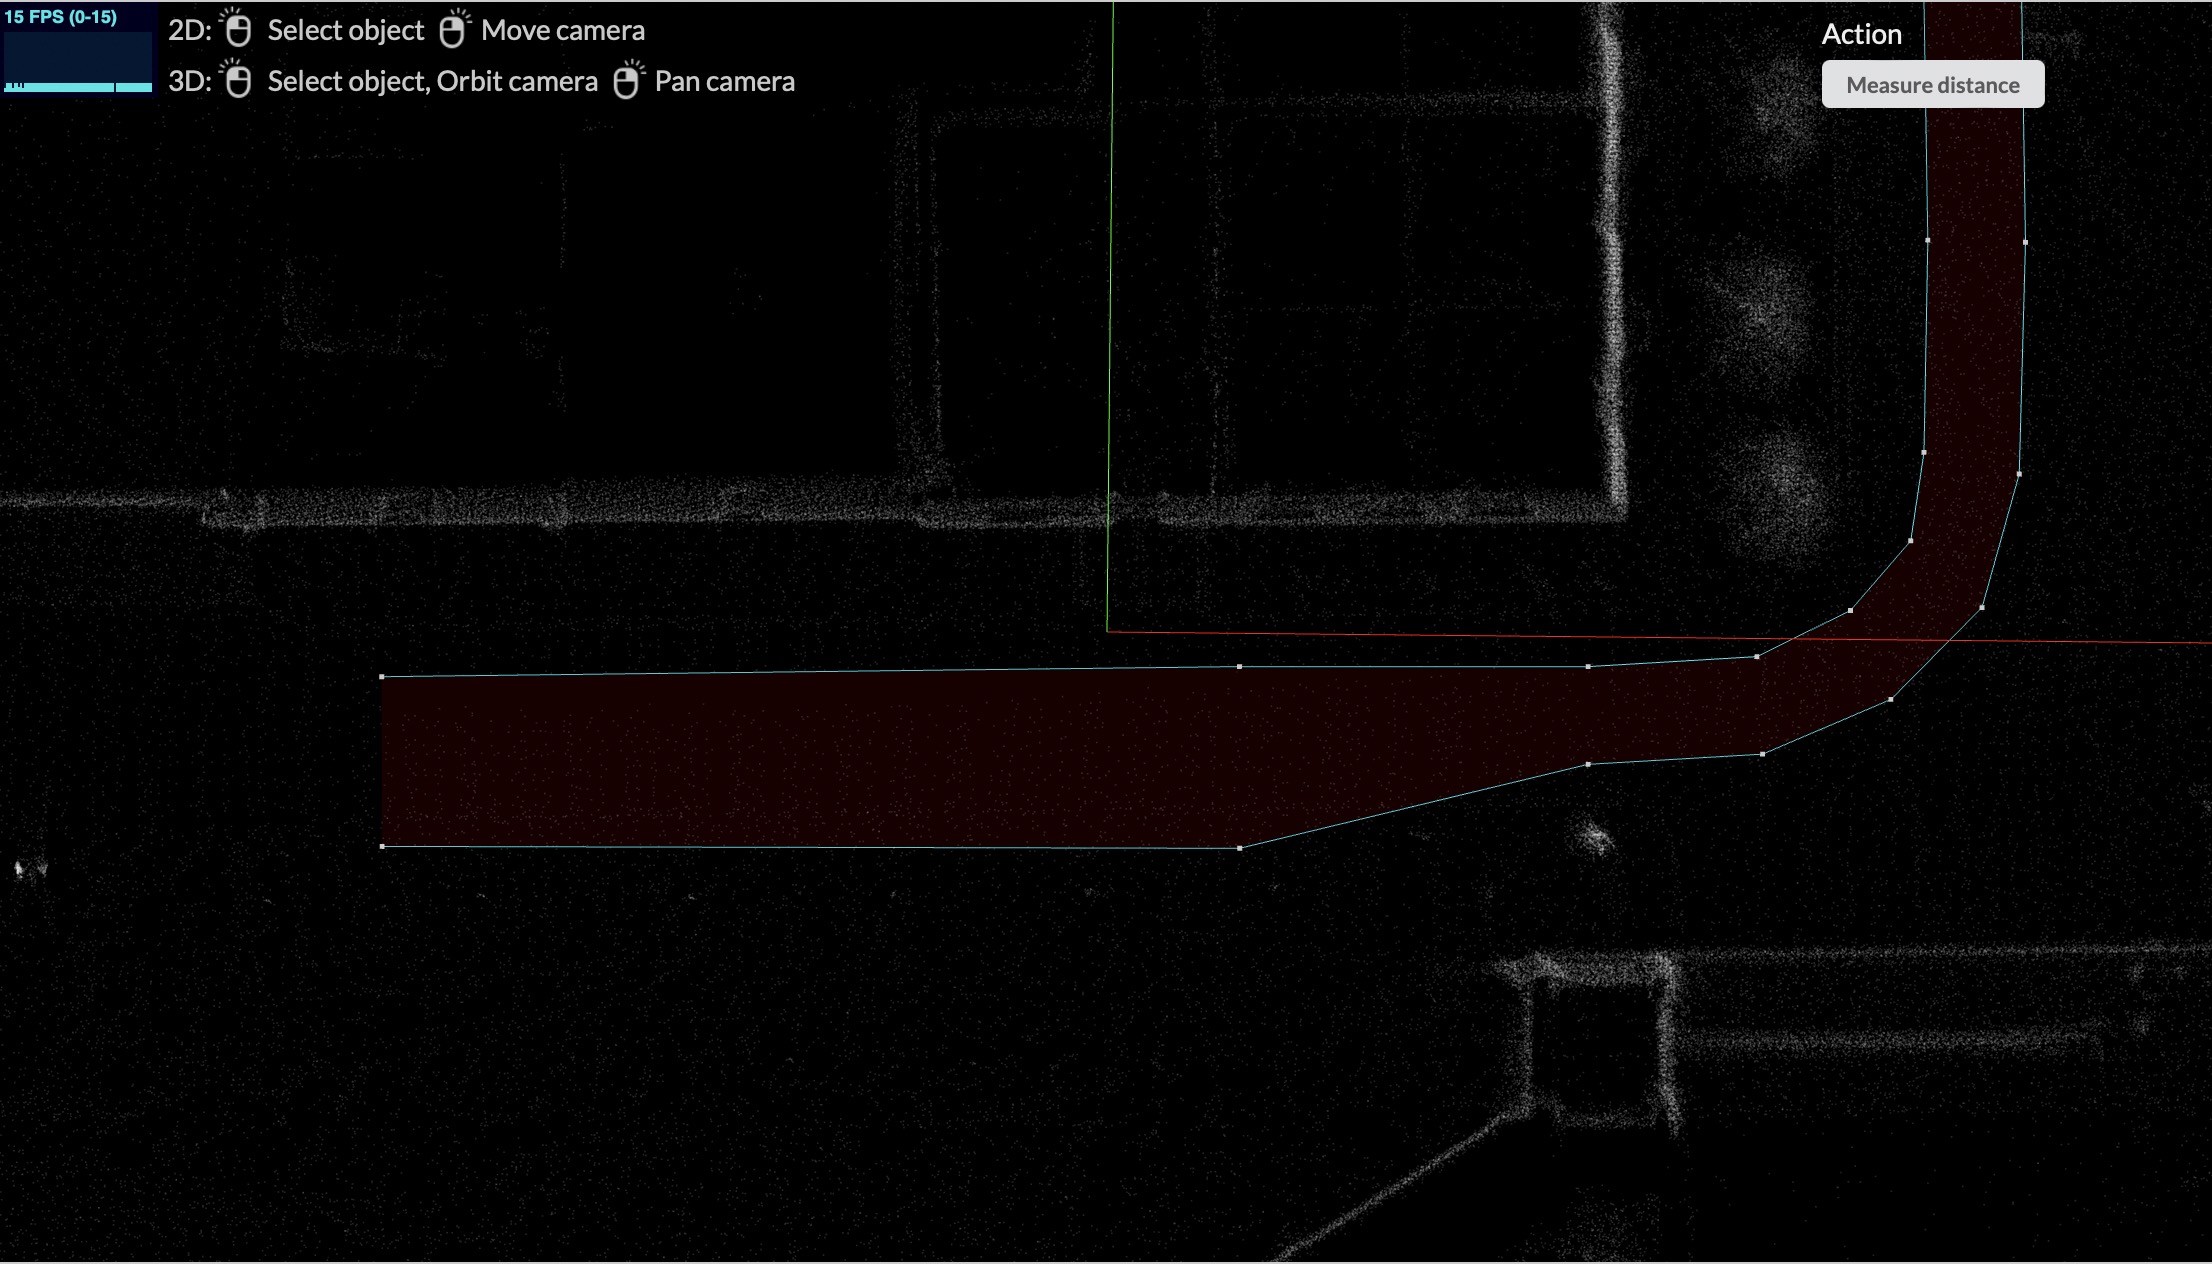 15 FPS (0-15)
2D: Select object Move camera
3D: Select object, Orbit camera Pan camera
Action
Measure distance